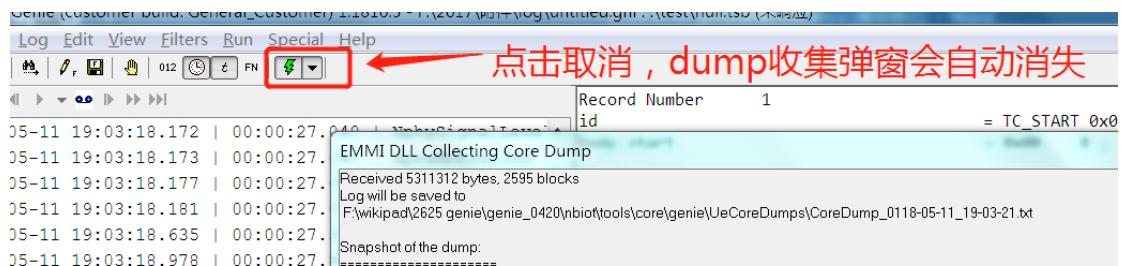 Genie (customer build: General_Customer) 1.1816.5 - F:\2017\附件\log\untitled.gni : .\test\null.tsb (未响应)
Log Edit View Filters Run Special Help
012 t FN
点击取消，dump收集弹窗会自动消失
Record Number 1
id = TC_START 0x0
05-11 19:03:18.172 | 00:00:27.040 | NphySignalLevel
05-11 19:03:18.173 | 00:00:27.
05-11 19:03:18.177 | 00:00:27.
05-11 19:03:18.181 | 00:00:27.
05-11 19:03:18.635 | 00:00:27.
05-11 19:03:18.978 | 00:00:27.
EMMI DLL Collecting Core Dump
Received 5311312 bytes, 2595 blocks
Log will be saved to
F:\wikipad\2625 genie\genie_0420\nbiot\tools\core\genie\UeCoreDumps\CoreDump_0118-05-11_19-03-21.txt
Snapshot of the dump:
=====================